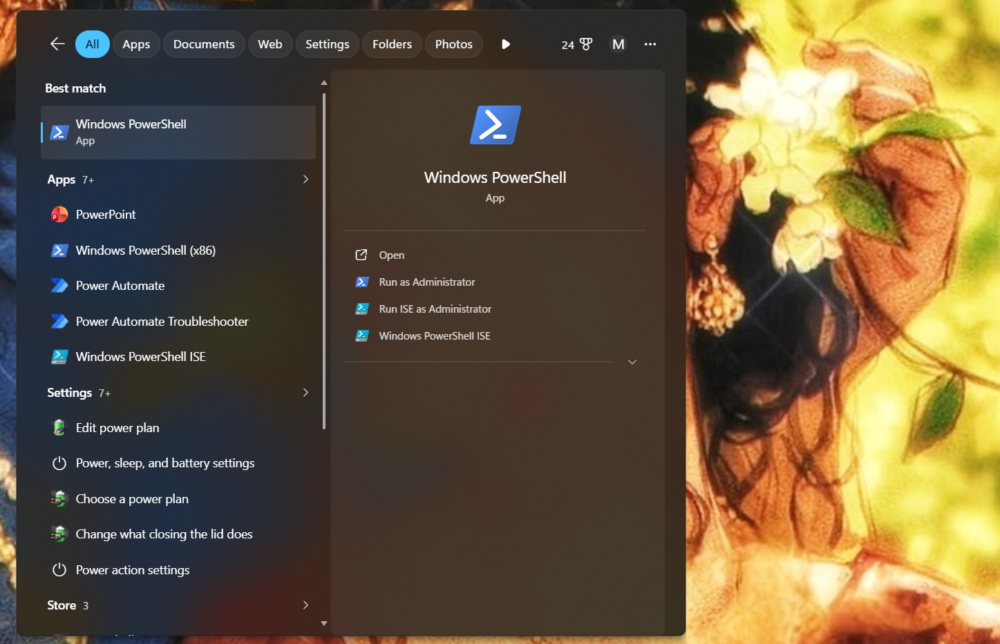 All Apps Documents Web Settings Folders Photos 24 M
Best match
Windows PowerShell
App
Apps 7+
PowerPoint
Windows PowerShell (x86)
Power Automate
Power Automate Troubleshooter
Windows PowerShell ISE
Settings 7+
Edit power plan
Power, sleep, and battery settings
Choose a power plan
Change what closing the lid does
Power action settings
Store 3
Windows PowerShell
App
Open
Run as Administrator
Run ISE as Administrator
Windows PowerShell ISE